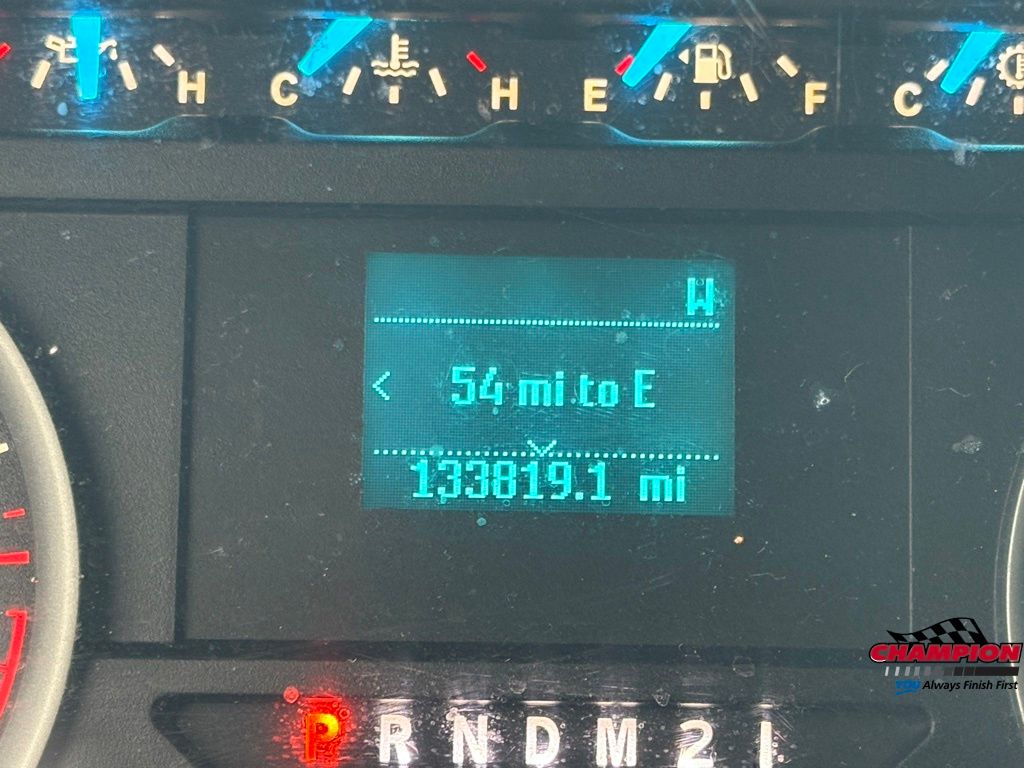 H C H E F C
W
< 54 mi to E
133819.1 mi
P R N D M 2 1
CHAMPION
YOU Always Finish First